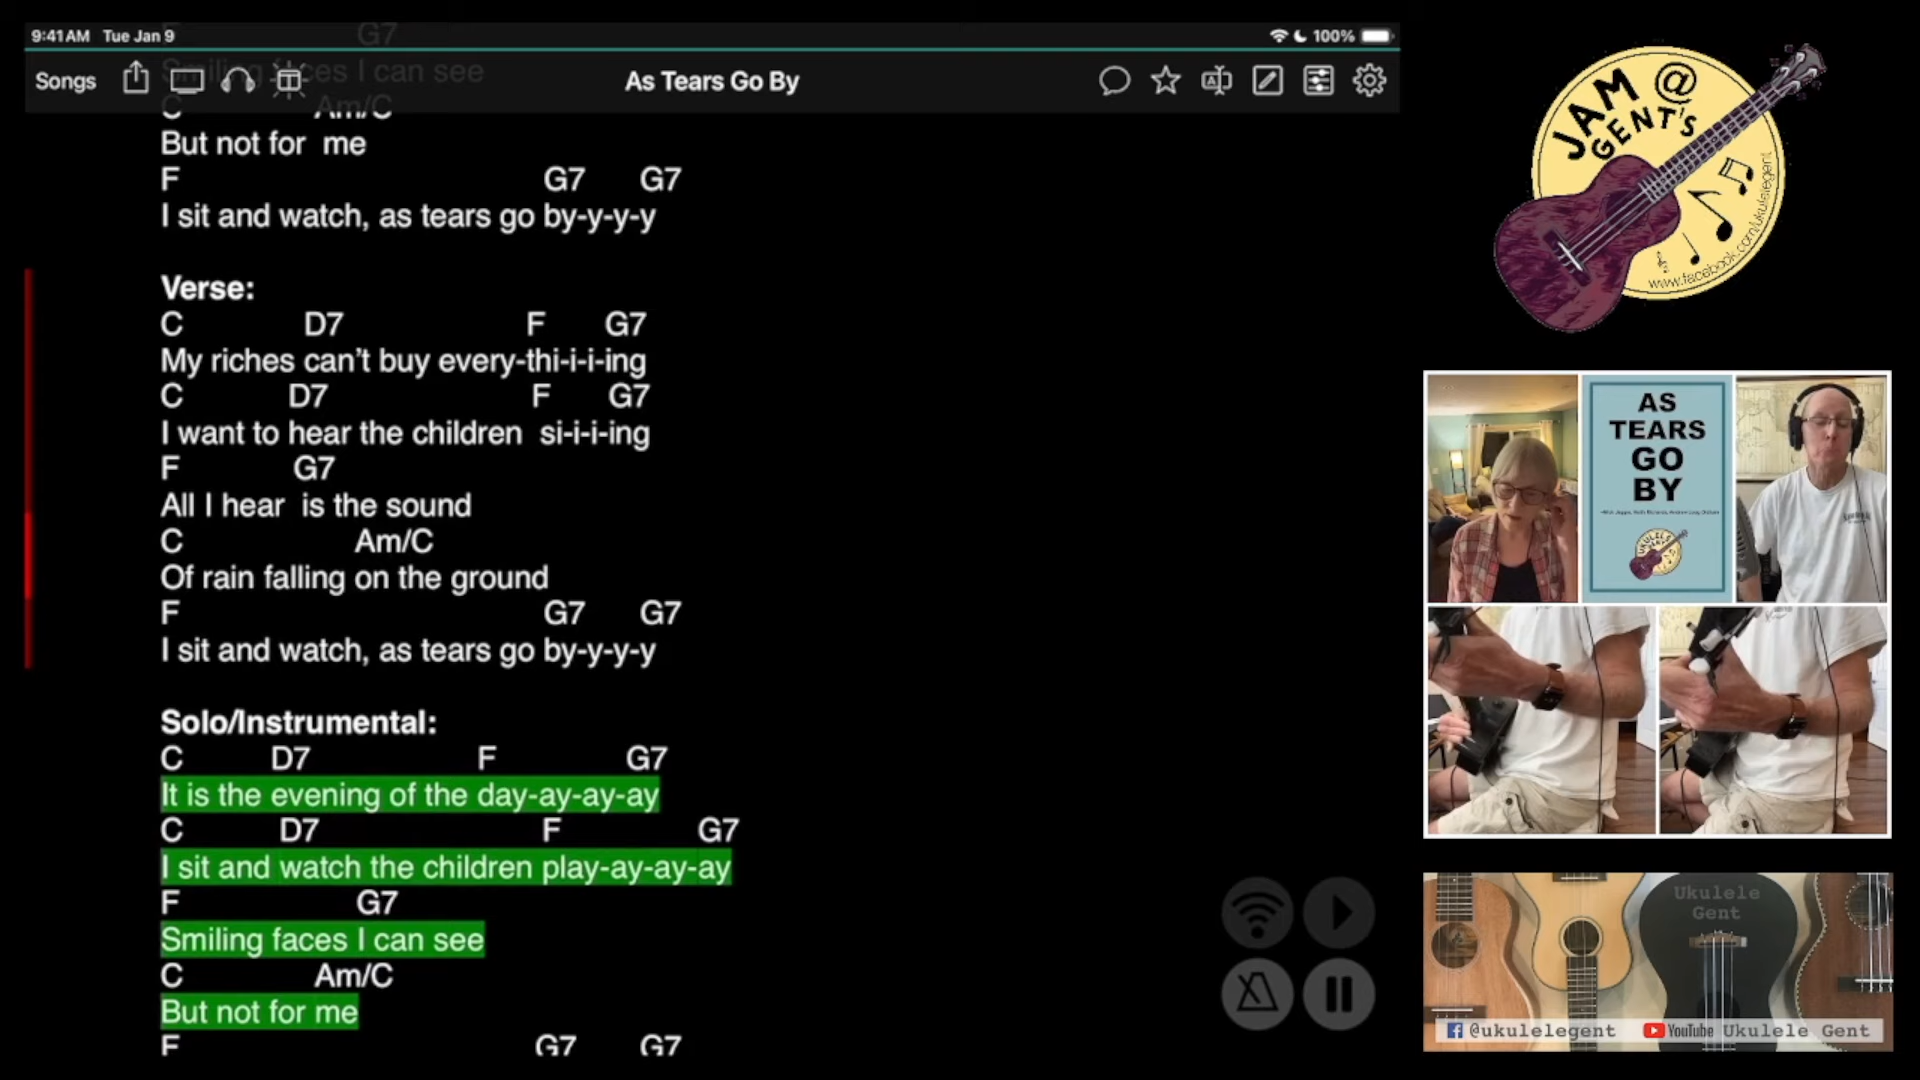 9:41AM Tue Jan 9
100%
Songs
As Tears Go By
F G7
Smiling faces I can see
C Am/C
But not for me
F G7 G7
I sit and watch, as tears go by-y-y-y
Verse:
C D7 F G7
My riches can’t buy every-thi-i-i-ing
C D7 F G7
I want to hear the children si-i-i-ing
F G7
All I hear is the sound
C Am/C
Of rain falling on the ground
F G7 G7
I sit and watch, as tears go by-y-y-y
Solo/Instrumental:
C D7 F G7
It is the evening of the day-ay-ay-ay
C D7 F G7
I sit and watch the children play-ay-ay-ay
F G7
Smiling faces I can see
C Am/C
But not for me
F G7 G7
JAM @
GENT'S
www.facebook.com/ukulelegent
AS
TEARS
GO
BY
Ukulele
Gent
@ukulelegent YouTube Ukulele Gent